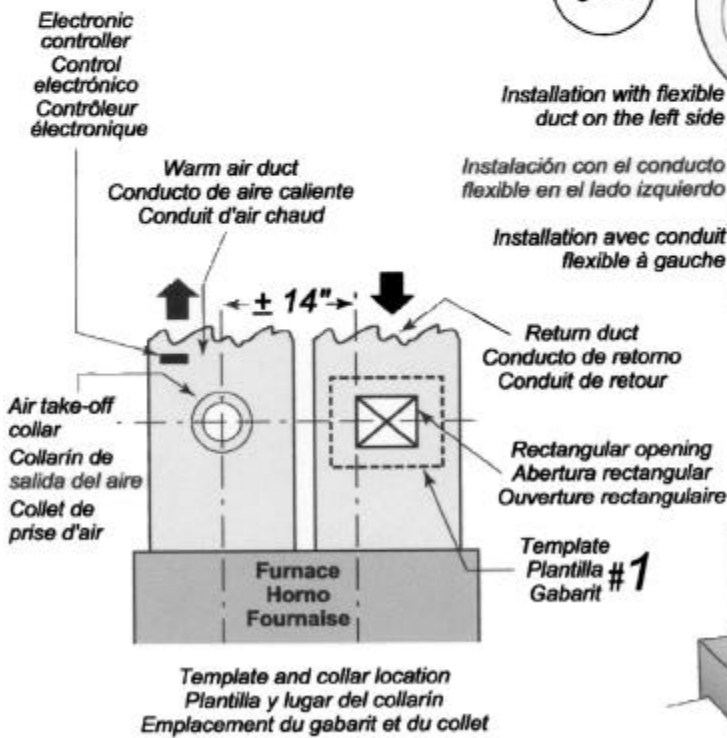 Electronic
controller
Control
electrónico
Contrôleur
électronique
Warm air duct
Conducto de aire caliente
Conduit d'air chaud
Installation with flexible
duct on the left side
Instalación con el conducto
flexible en el lado izquierdo
Installation avec conduit
flexible à gauche
± 14"
Return duct
Conducto de retorno
Conduit de retour
Air take-off
collar
Collarín de
salida del aire
Collet de
prise d'air
Rectangular opening
Abertura rectangular
Ouverture rectangulaire
Template
Plantilla #1
Gabarit
Furnace
Horno
Fournaise
Template and collar location
Plantilla y lugar del collarín
Emplacement du gabarit et du collet